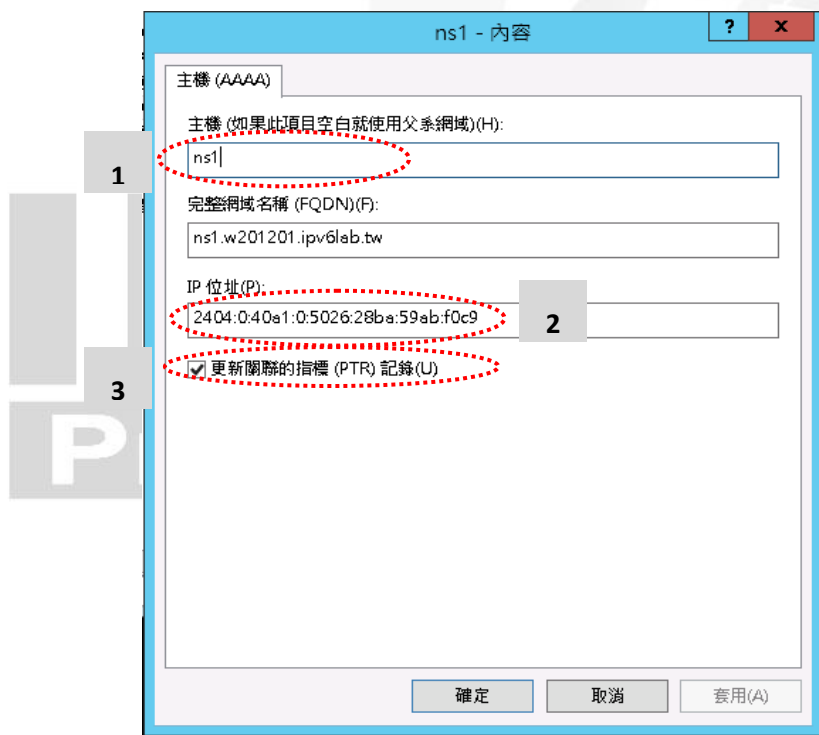 ns1 - 內容
? x
主機 (AAAA)
主機 (如果此項目空白就使用父系網域)(H):
1
ns1
完整網域名稱 (FQDN)(F):
ns1.w201201.ipv6lab.tw
IP 位址(P):
2404:0:40a1:0:5026:28ba:59ab:f0c9
2
3
更新關聯的指標 (PTR) 記錄(U)
確定 取消 套用(A)